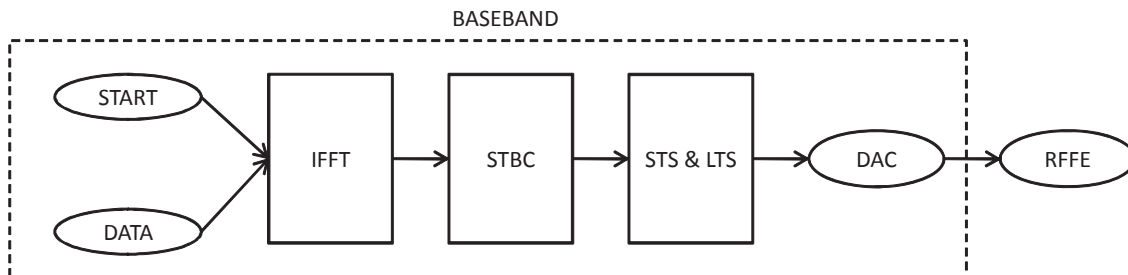 BASEBAND
START
DATA
IFFT
STBC
STS & LTS
DAC
RFFE